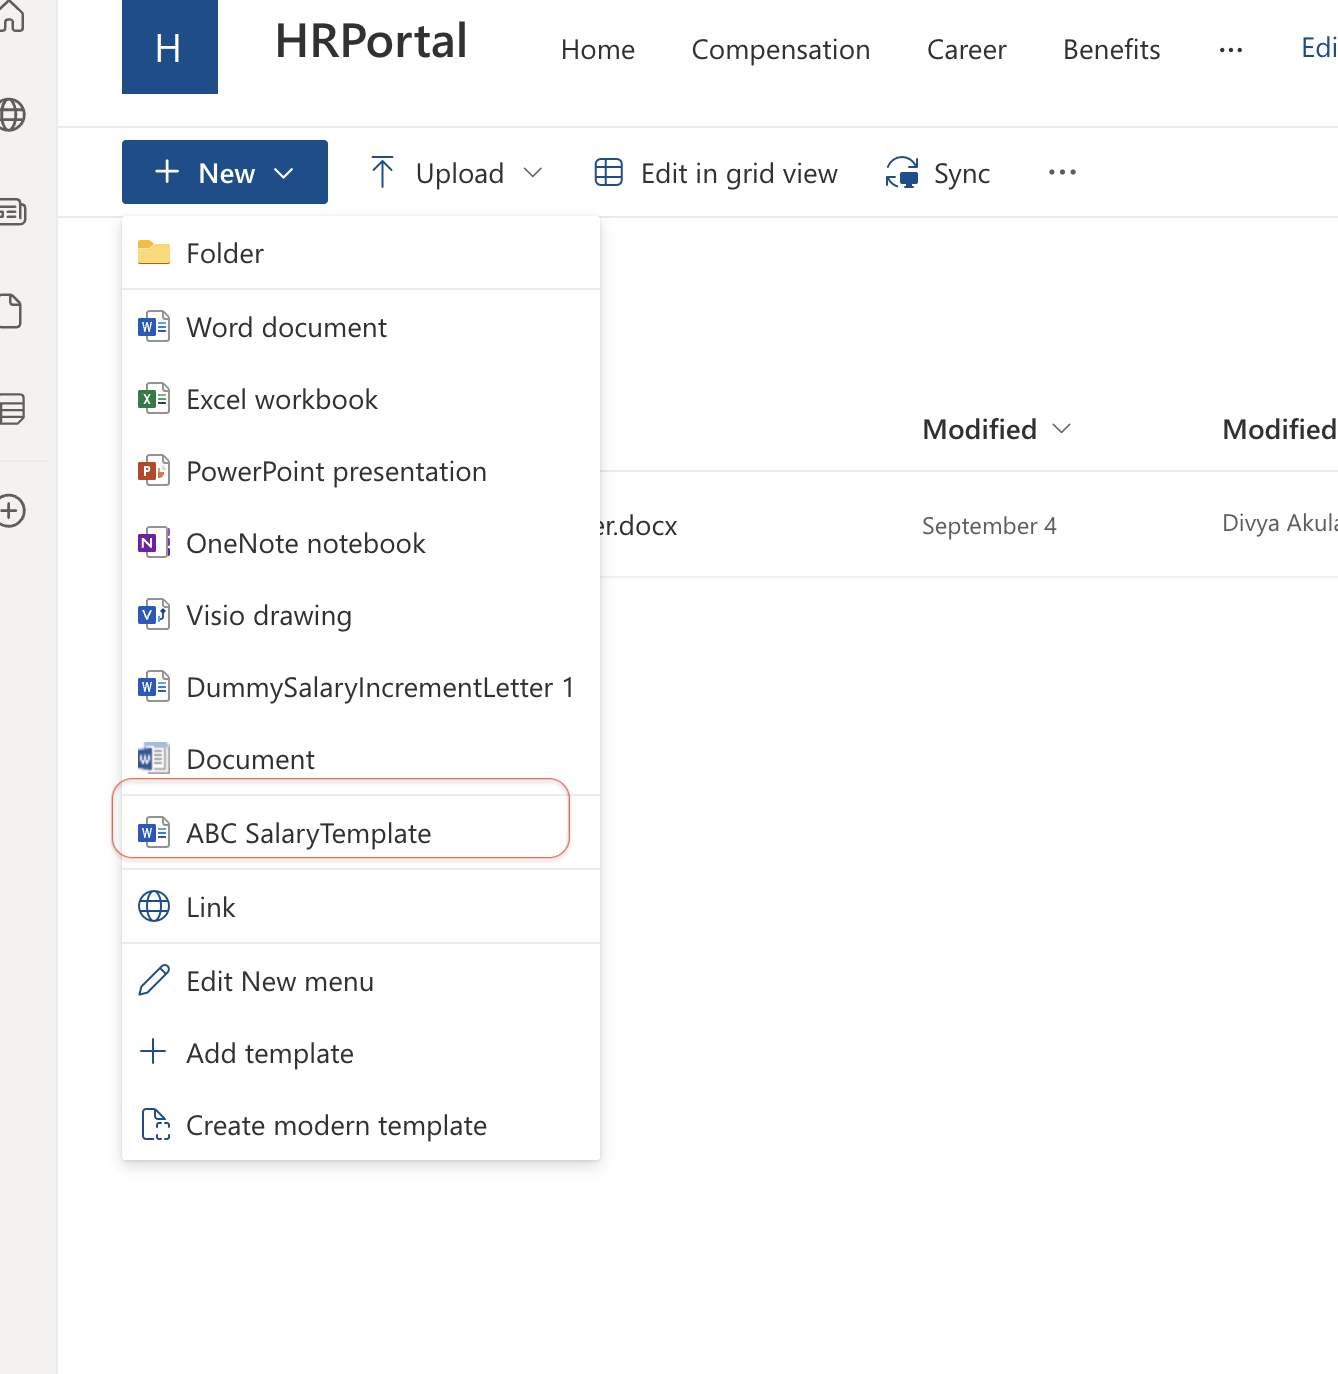 H
HRPortal
Home Compensation Career Benefits ... Edi
New Upload Edit in grid view Sync ...
Folder
Word document
Excel workbook
Modified Modified
PowerPoint presentation
er.docx September 4 Divya Akula
OneNote notebook
Visio drawing
DummySalaryIncrementLetter 1
Document
ABC SalaryTemplate
Link
Edit New menu
Add template
Create modern template